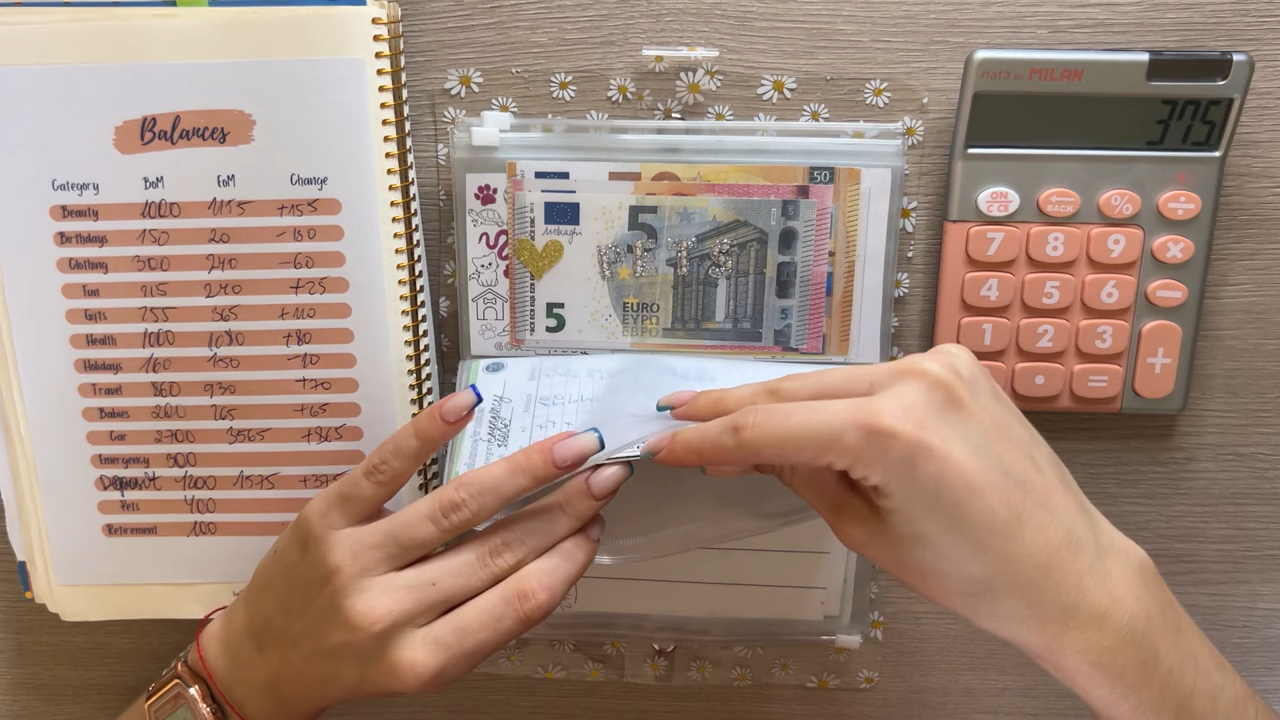 Balances
Category BoM EoM Change
Beauty 1000 1155 +155
Birthdays 150 20 -130
Clothing 300 240 -60
Fun 215 240 +25
Gifts 255 365 +110
Health 1000 1080 +80
Holidays 160 150 -10
Travel 860 930 +70
Babies 200 265 +65
Car 2700 3565 +865
Emergency 300
Deposit 1200 1575 +375
Pets 400
Retirement 100
50
5
5
PETS
5
EURO
ΕΥΡΩ
ЕВРО
5
emergency
nata by MILAN
375
ON
C·CE
BACK
%
÷
7 8 9 ×
4 5 6 −
1 2 3 +
. =